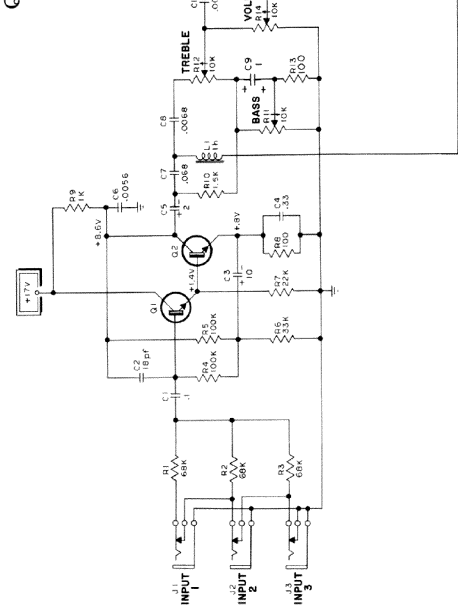 +17V
R9
1K
C6
.0056
+8.6V
C2
18pf
Q1
R5
100K
R4
100K
C1
.1
+1.4V
Q2
+.8V
C3
10
R6
33K
R7
22K
R8
100
C4
.33
C5
2
C7
.068
C8
.0068
R10
1.5K
L1
1h
TREBLE
R12
10K
C9
1
BASS
R11
10K
R13
100
VOL
R14
10K
R1
68K
R2
68K
R3
68K
J1
INPUT
1
J2
INPUT
2
J3
INPUT
3